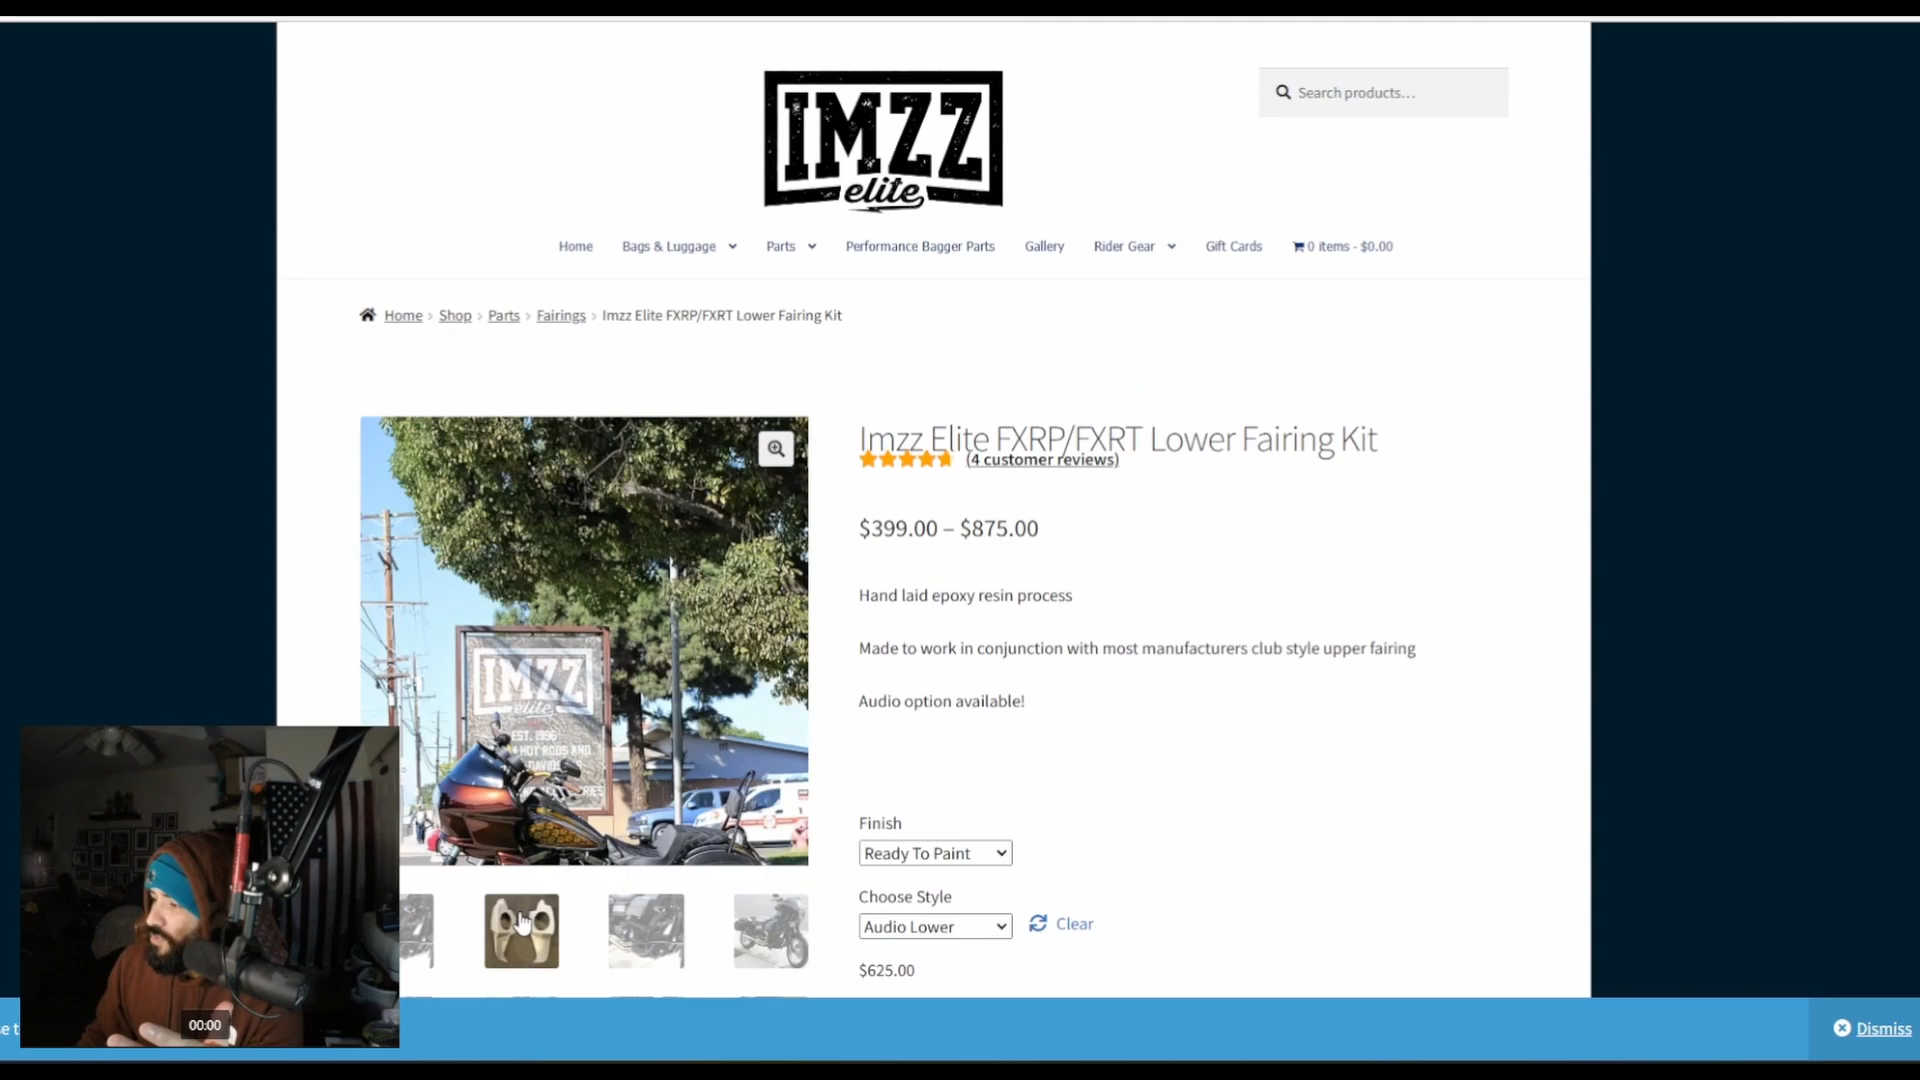 IMZZ
elite
Search products...
Home
Bags & Luggage
Parts
Performance Bagger Parts
Gallery
Rider Gear
Gift Cards
0 items - $0.00
Home
Shop
Parts
Fairings
Imzz Elite FXRP/FXRT Lower Fairing Kit
Imzz Elite FXRP/FXRT Lower Fairing Kit
(4 customer reviews)
$399.00 – $875.00
Hand laid epoxy resin process
Made to work in conjunction with most manufacturers club style upper fairing
Audio option available!
IMZZ
elite
EST. 1996
HOT RODS AND
Finish
Ready To Paint
Choose Style
Audio Lower
Clear
$625.00
00:00
Dismiss